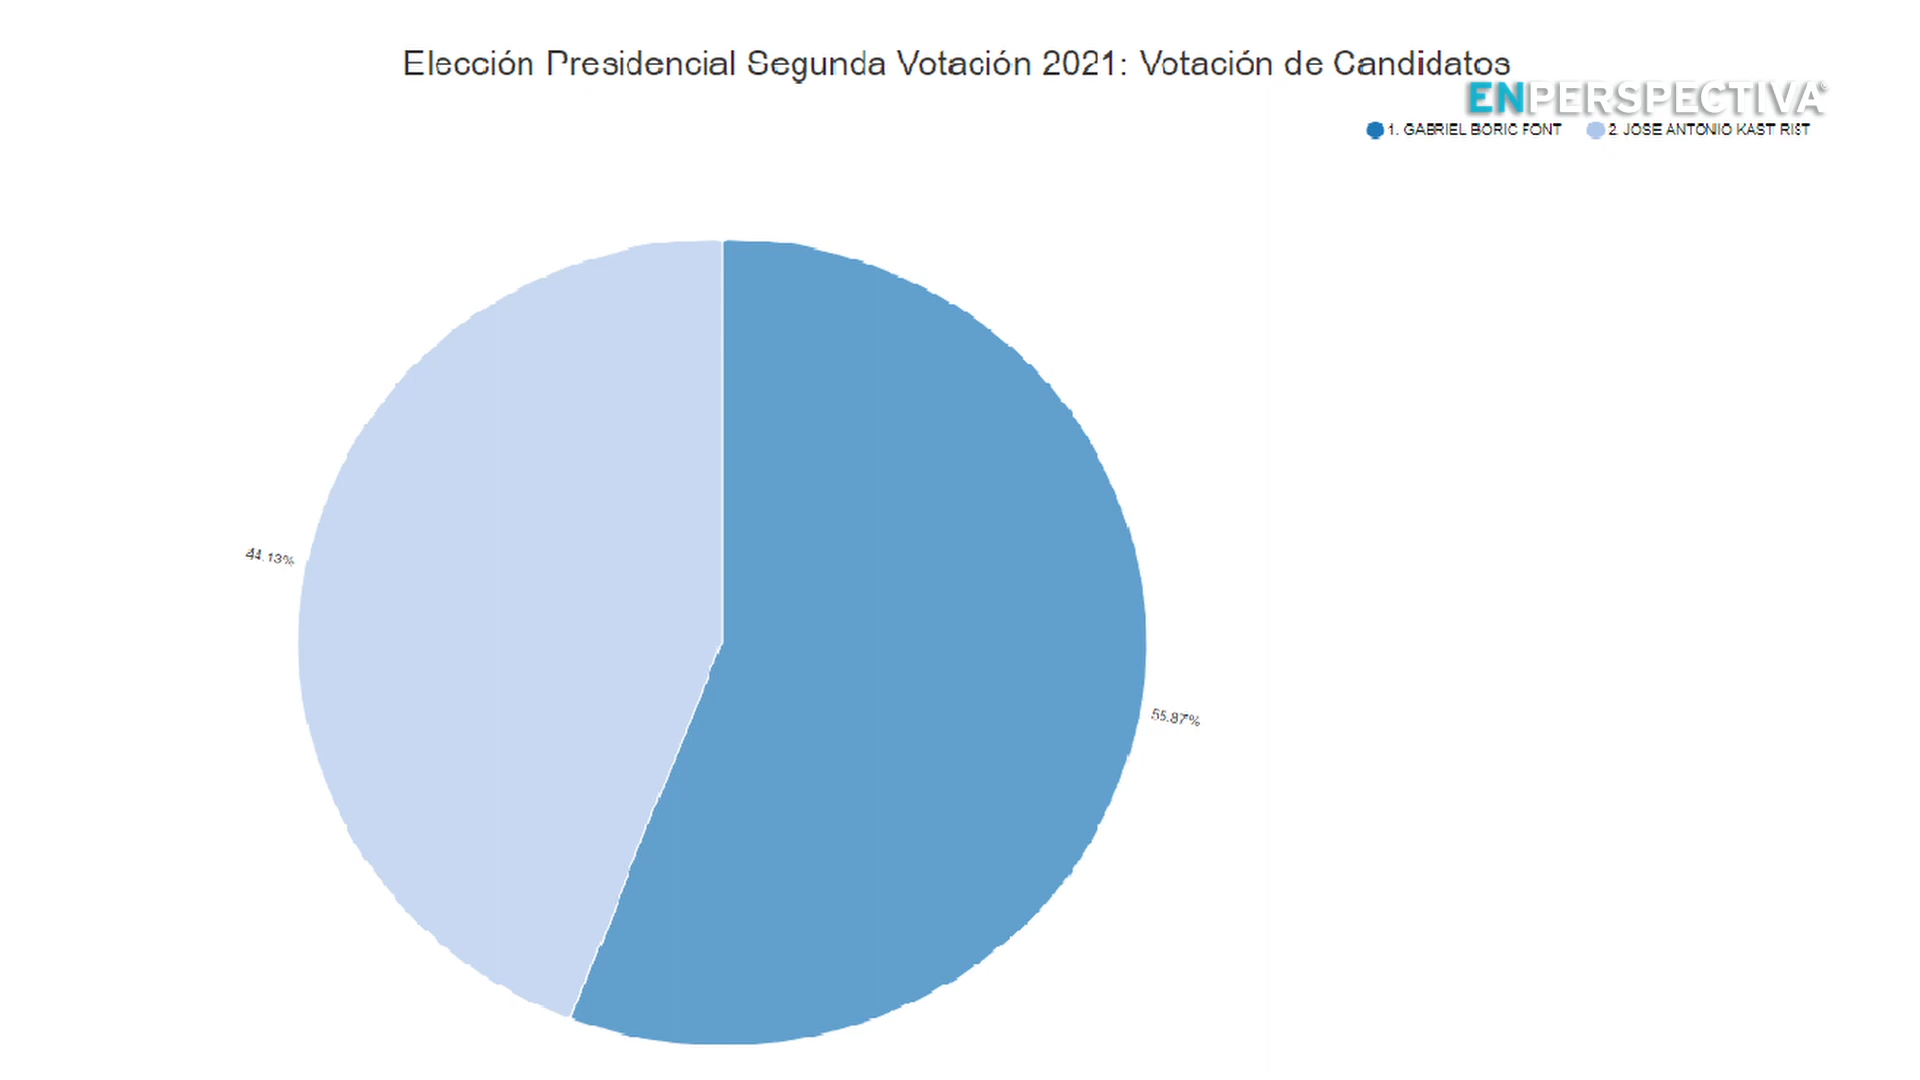 Elección Presidencial Segunda Votación 2021: Votación de Candidatos
ENPERSPECTIVA®
1. GABRIEL BORIC FONT 2. JOSE ANTONIO KAST RIST
44.13%
55.87%